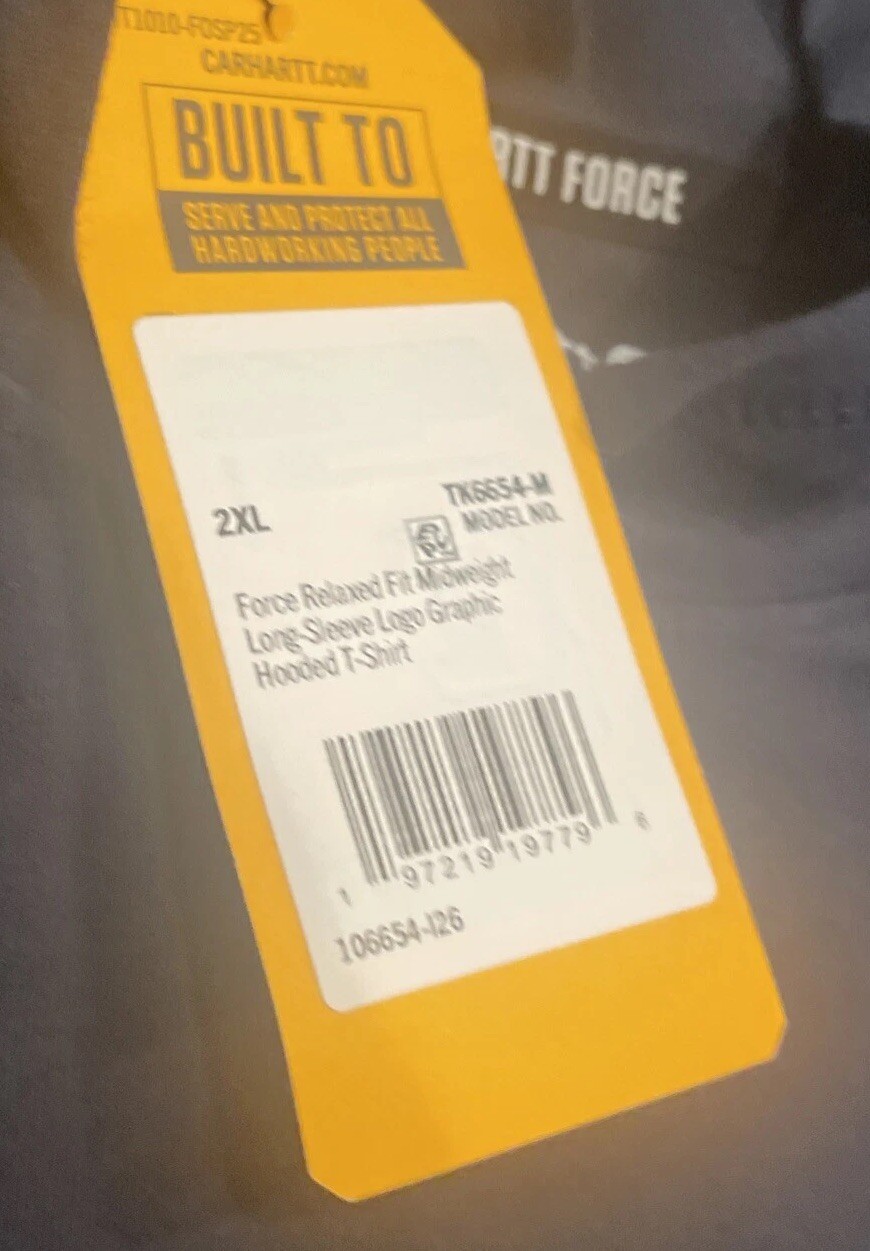 T1010-FOSP25
CARHARTT.COM
BUILT TO
SERVE AND PROTECT ALL
HARDWORKING PEOPLE
RTT FORCE
2XL
TK6654-M
MODEL NO.
Force Relaxed Fit Midweight
Long-Sleeve Logo Graphic
Hooded T-Shirt
1 97219 19779 6
106654-I26